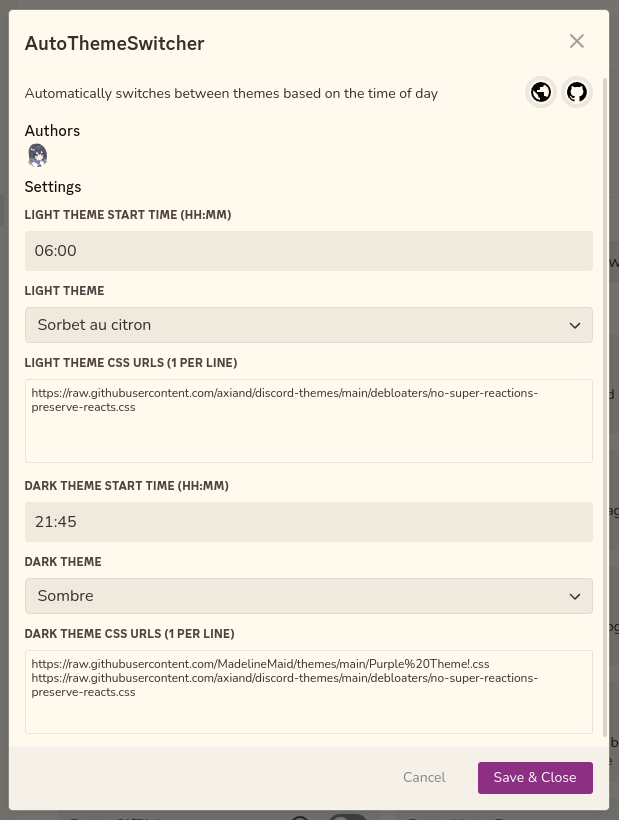 AutoThemeSwitcher
Automatically switches between themes based on the time of day
Authors
Settings
LIGHT THEME START TIME (HH:MM)
06:00
LIGHT THEME
Sorbet au citron
LIGHT THEME CSS URLS (1 PER LINE)
https://raw.githubusercontent.com/axiand/discord-themes/main/debloaters/no-super-reactions-
preserve-reacts.css
DARK THEME START TIME (HH:MM)
21:45
DARK THEME
Sombre
DARK THEME CSS URLS (1 PER LINE)
https://raw.githubusercontent.com/MadelineMaid/themes/main/Purple%20Theme!.css
https://raw.githubusercontent.com/axiand/discord-themes/main/debloaters/no-super-reactions-
preserve-reacts.css
Cancel
Save & Close